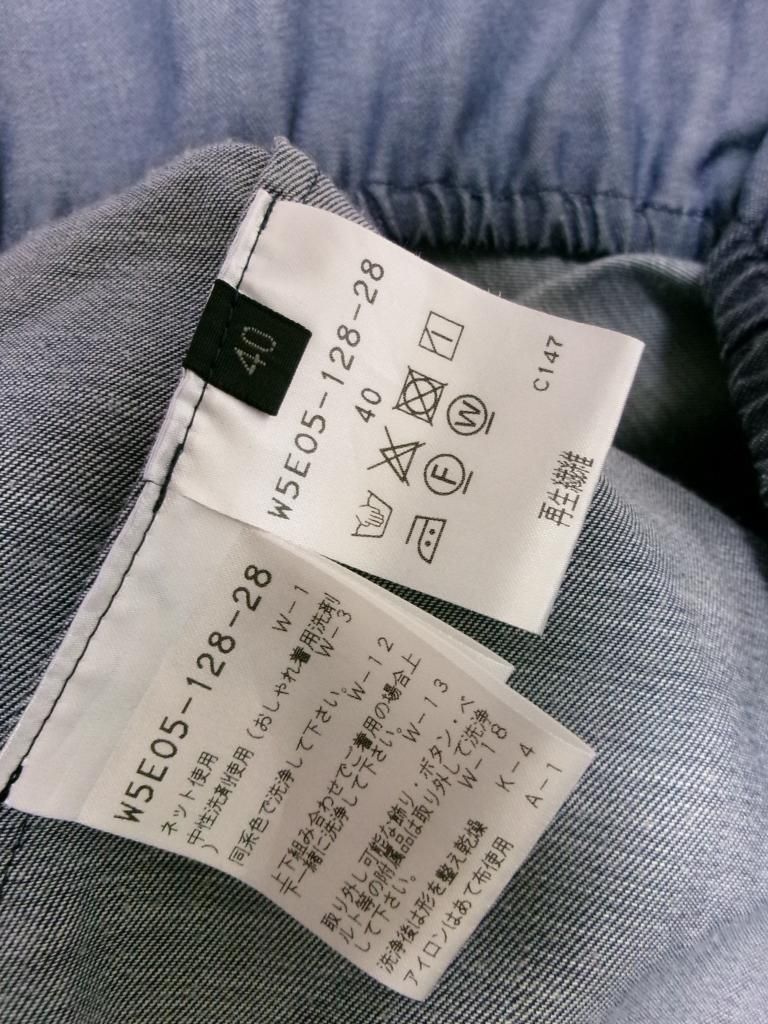 40
W5E05-128-28
40
1
W
F
C147
再生繊維
W5E05-128-28
ネット使用 W-1
中性洗剤使用(おしゃれ着用洗剤
) W-3
同系色で洗浄して下さい。
W-12
上下組み合わせでご着用の場合上
下一緒に洗浄して下さい。
W-13
取り外し可能な飾り・ボタン・ベ
ルト等の附属品は取り外して洗浄
して下さい。 W-18
洗浄後は形を整え乾燥 K-4
アイロンはあて布使用 A-1